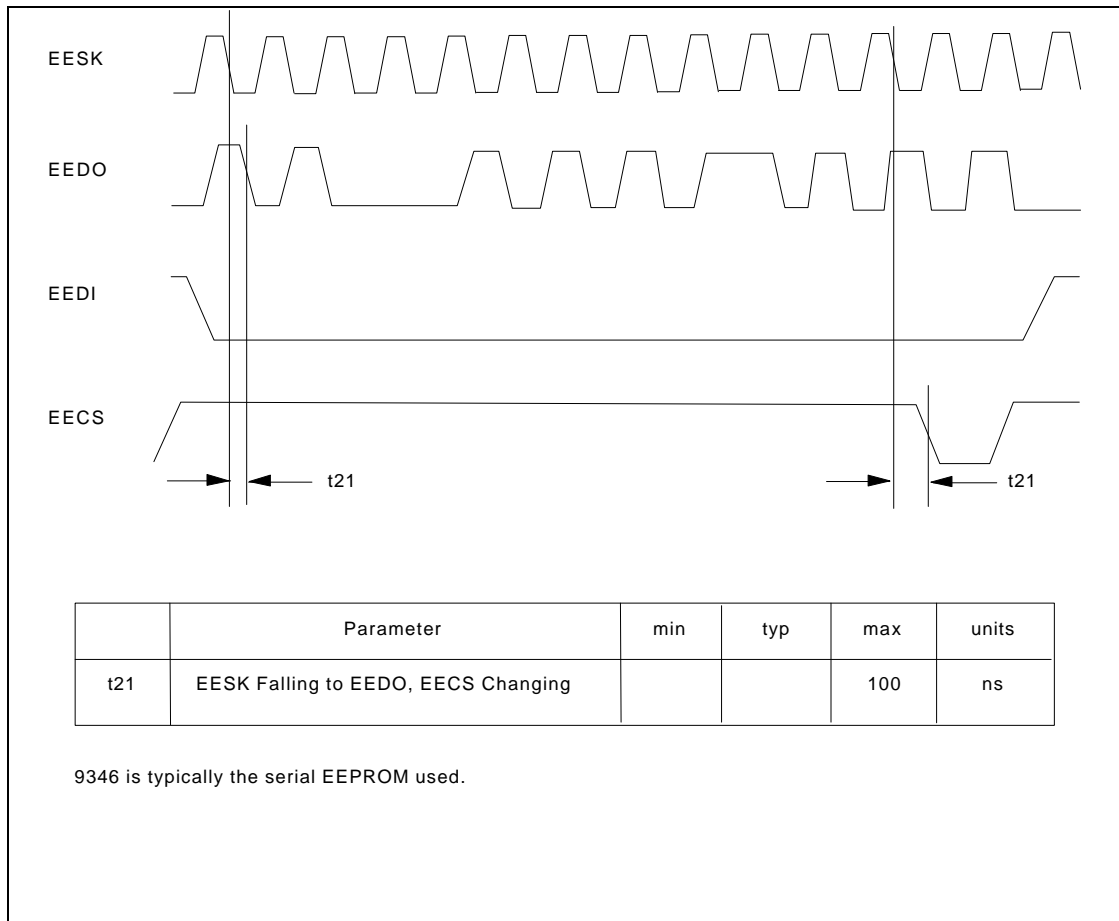 EESK
EEDO
EEDI
EECS
t21 t21
Parameter min typ max units
t21 EESK Falling to EEDO, EECS Changing 100 ns
9346 is typically the serial EEPROM used.